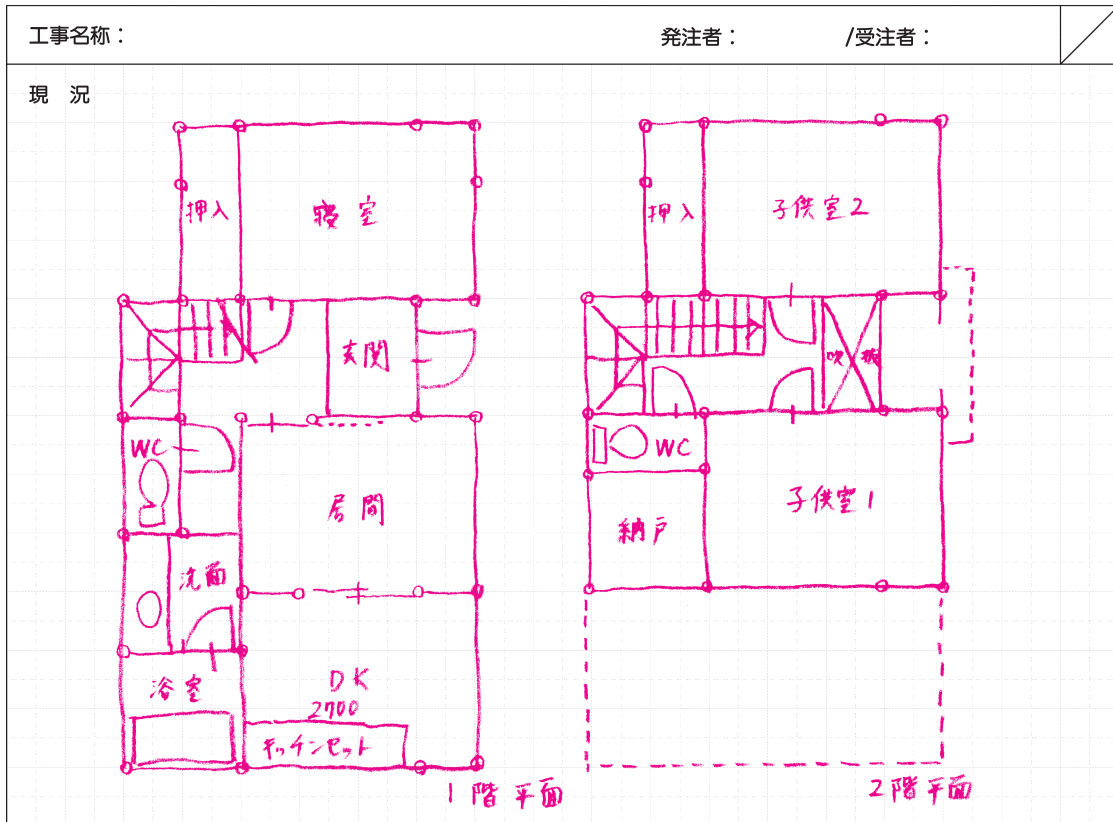 工事名称：
発注者： /受注者：
現 況
押入 寝室
玄関
WC
居間
洗面
浴室
DK
2700
キッチンセット
1階平面
押入 子供室2
吹抜
WC
子供室1
納戸
2階平面